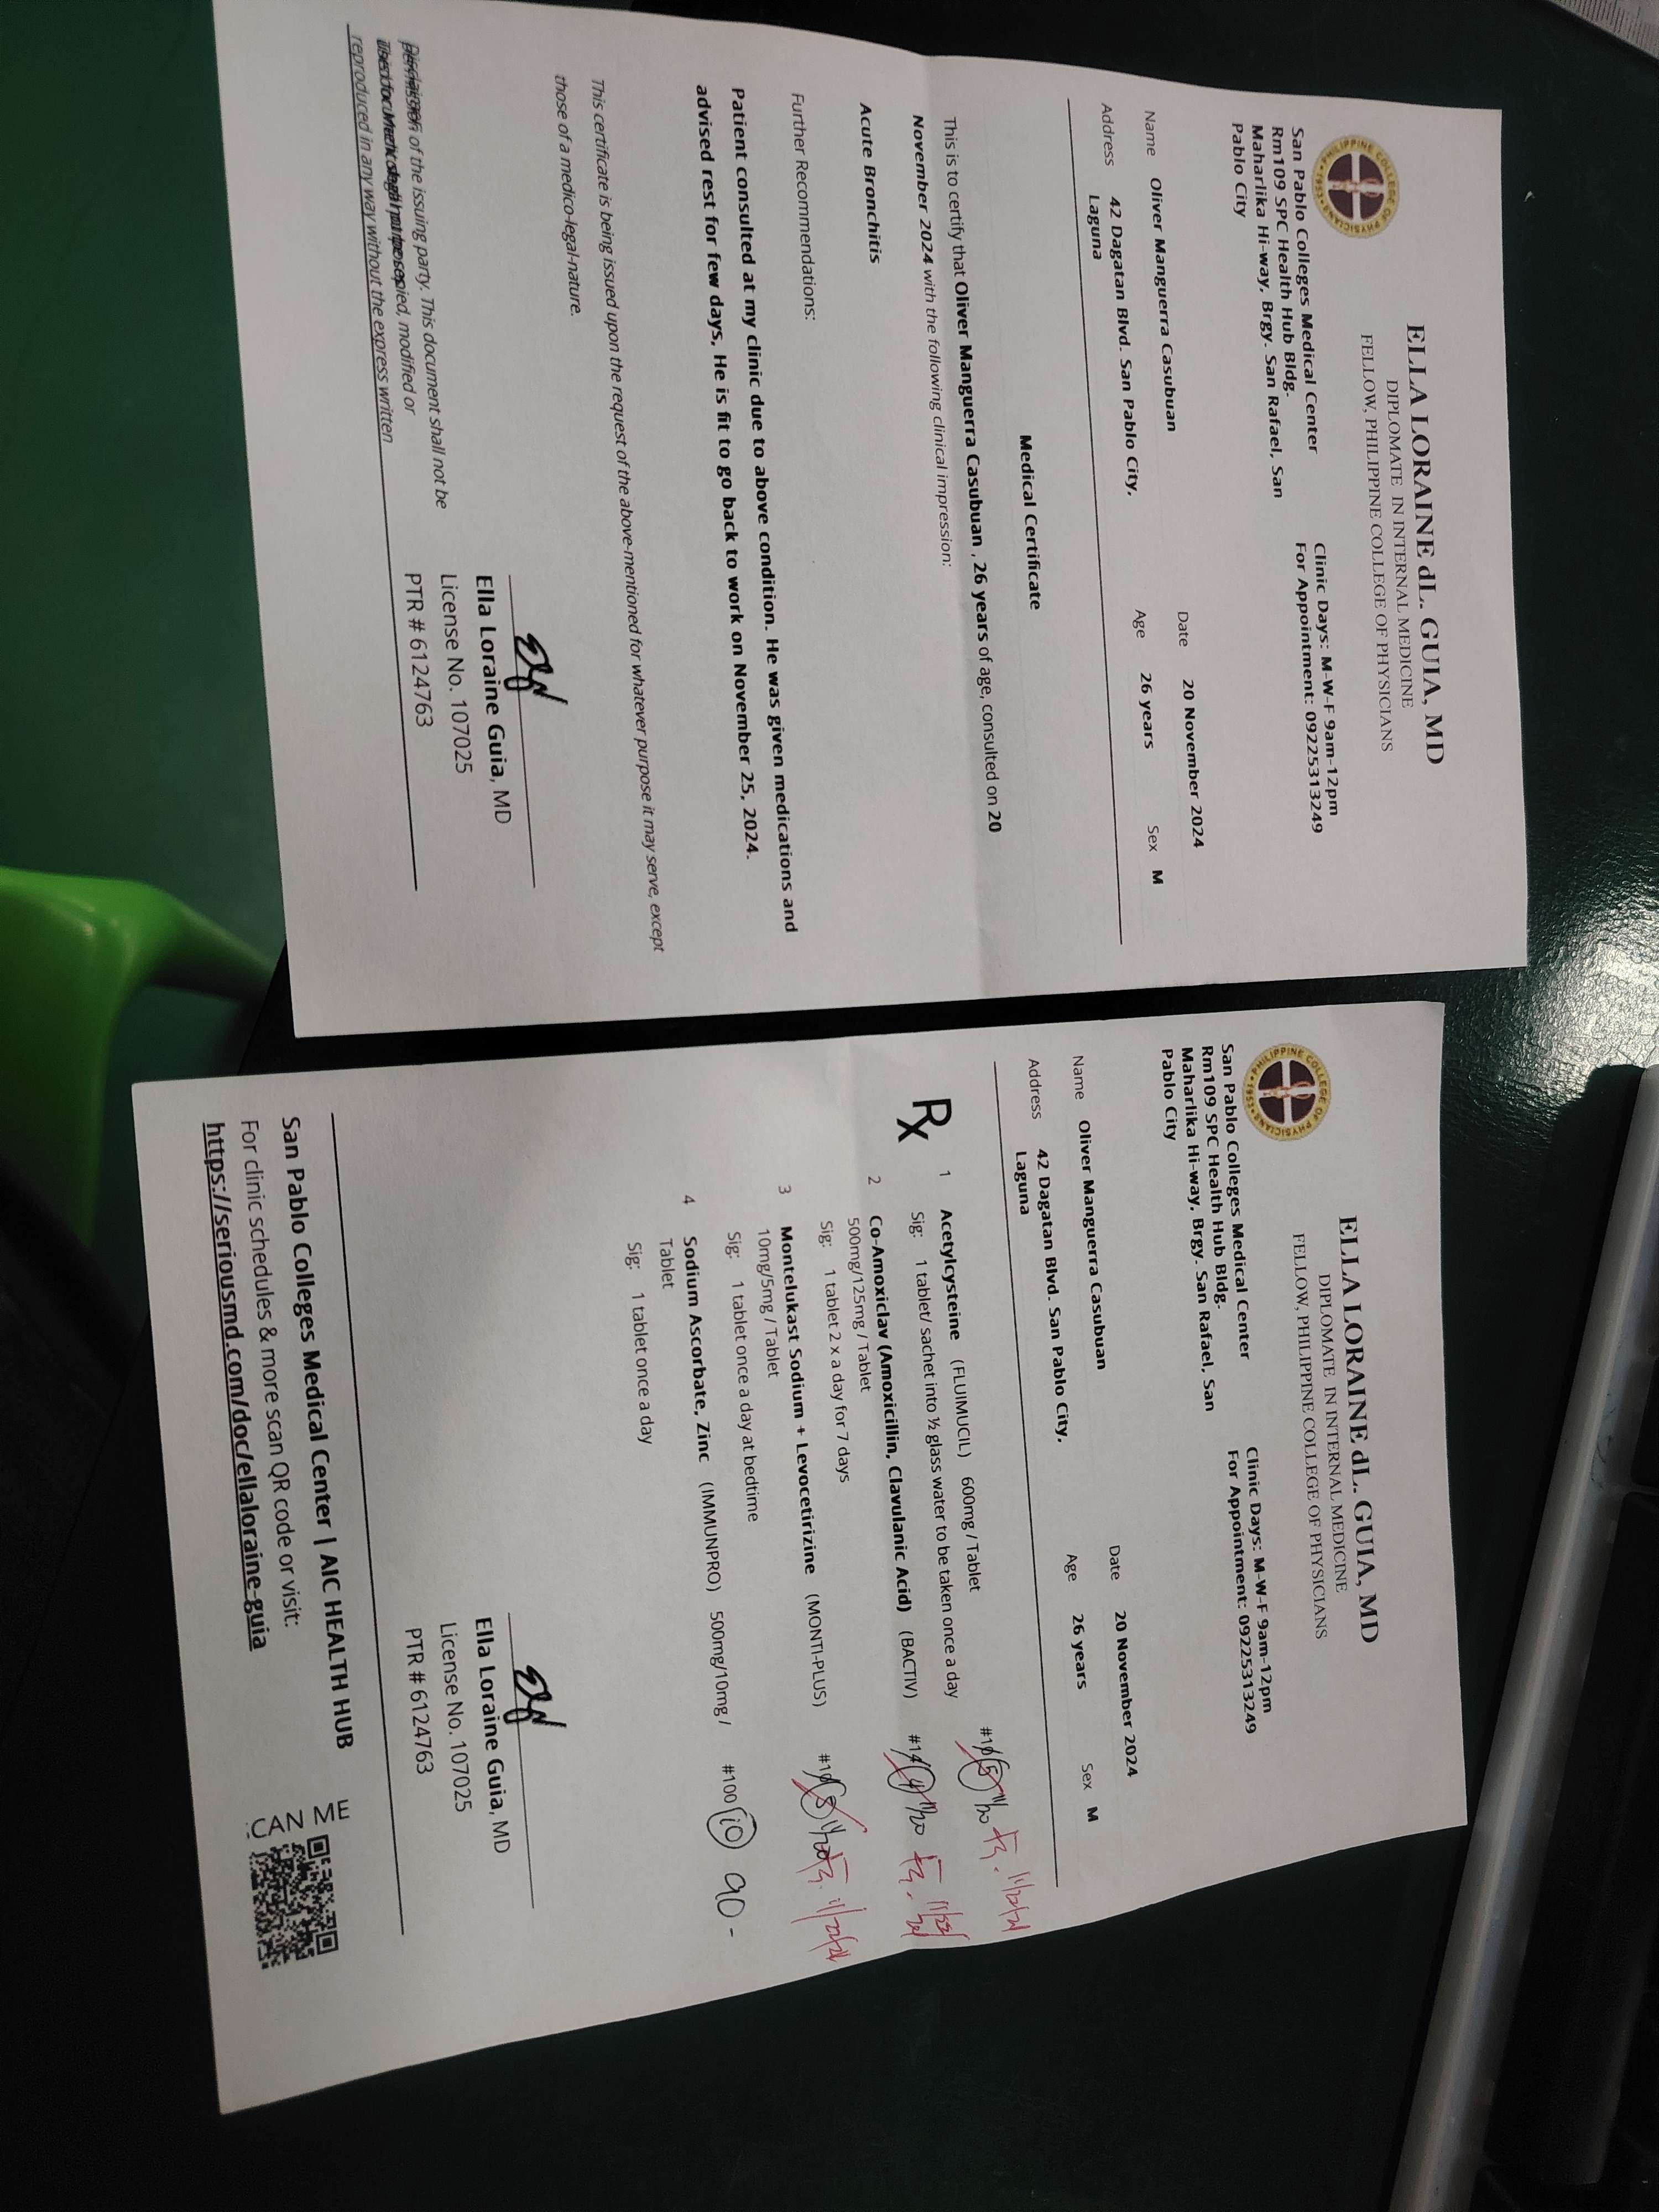 ELLA LORAINE dL. GUIA, MD
DIPLOMATE IN INTERNAL MEDICINE
FELLOW, PHILIPPINE COLLEGE OF PHYSICIANS
PHILIPPINE COLLEGE OF PHYSICIANS
1953
San Pablo Colleges Medical Center
Rm109 SPC Health Hub Bldg.
Maharlika Hi-way, Brgy. San Rafael, San
Pablo City
Clinic Days: M-W-F 9am-12pm
For Appointment: 09225313249
Name Oliver Manguerra Casubuan Date 20 November 2024
Address 42 Dagatan Blvd. San Pablo City, Age 26 years Sex M
Laguna
Medical Certificate
This is to certify that Oliver Manguerra Casubuan , 26 years of age, consulted on 20
November 2024 with the following clinical impression:
Acute Bronchitis
Further Recommendations:
Patient consulted at my clinic due to above condition. He was given medications and
advised rest for few days, He is fit to go back to work on November 25, 2024.
This certificate is being issued upon the request of the above-mentioned for whatever purpose it may serve, except
those of a medico-legal-nature.
of the issuing party. This document shall not be
copied, modified or
reproduced in any way without the express written
Ella Loraine Guia, MD
License No. 107025
PTR # 6124763
ELLA LORAINE dL. GUIA, MD
DIPLOMATE IN INTERNAL MEDICINE
FELLOW, PHILIPPINE COLLEGE OF PHYSICIANS
PHILIPPINE COLLEGE OF PHYSICIANS
1953
San Pablo Colleges Medical Center
Rm109 SPC Health Hub Bldg.
Maharlika Hi-way, Brgy. San Rafael, San
Pablo City
Clinic Days: M-W-F 9am-12pm
For Appointment: 09225313249
Name Oliver Manguerra Casubuan Date 20 November 2024
Address 42 Dagatan Blvd. San Pablo City, Age 26 years Sex M
Laguna
Rx
1 Acetylcysteine (FLUIMUCIL) 600mg / Tablet #10 5 11/20
Sig: 1 tablet/ sachet into ½ glass water to be taken once a day
2 Co-Amoxiclav (Amoxicillin, Clavulanic Acid) (BACTIV) #14 11/20
500mg/125mg / Tablet
Sig: 1 tablet 2 x a day for 7 days
3 Montelukast Sodium + Levocetirizine (MONTI-PLUS) #10 11/20
10mg/5mg / Tablet
Sig: 1 tablet once a day at bedtime
4 Sodium Ascorbate, Zinc (IMMUNPRO) 500mg/10mg / #100 10 90 -
Tablet
Sig: 1 tablet once a day
Ella Loraine Guia, MD
License No. 107025
PTR # 6124763
San Pablo Colleges Medical Center | AIC HEALTH HUB
For clinic schedules & more scan QR code or visit:
https://seriousmd.com/doc/ellaloraine-guia
ME
CAN